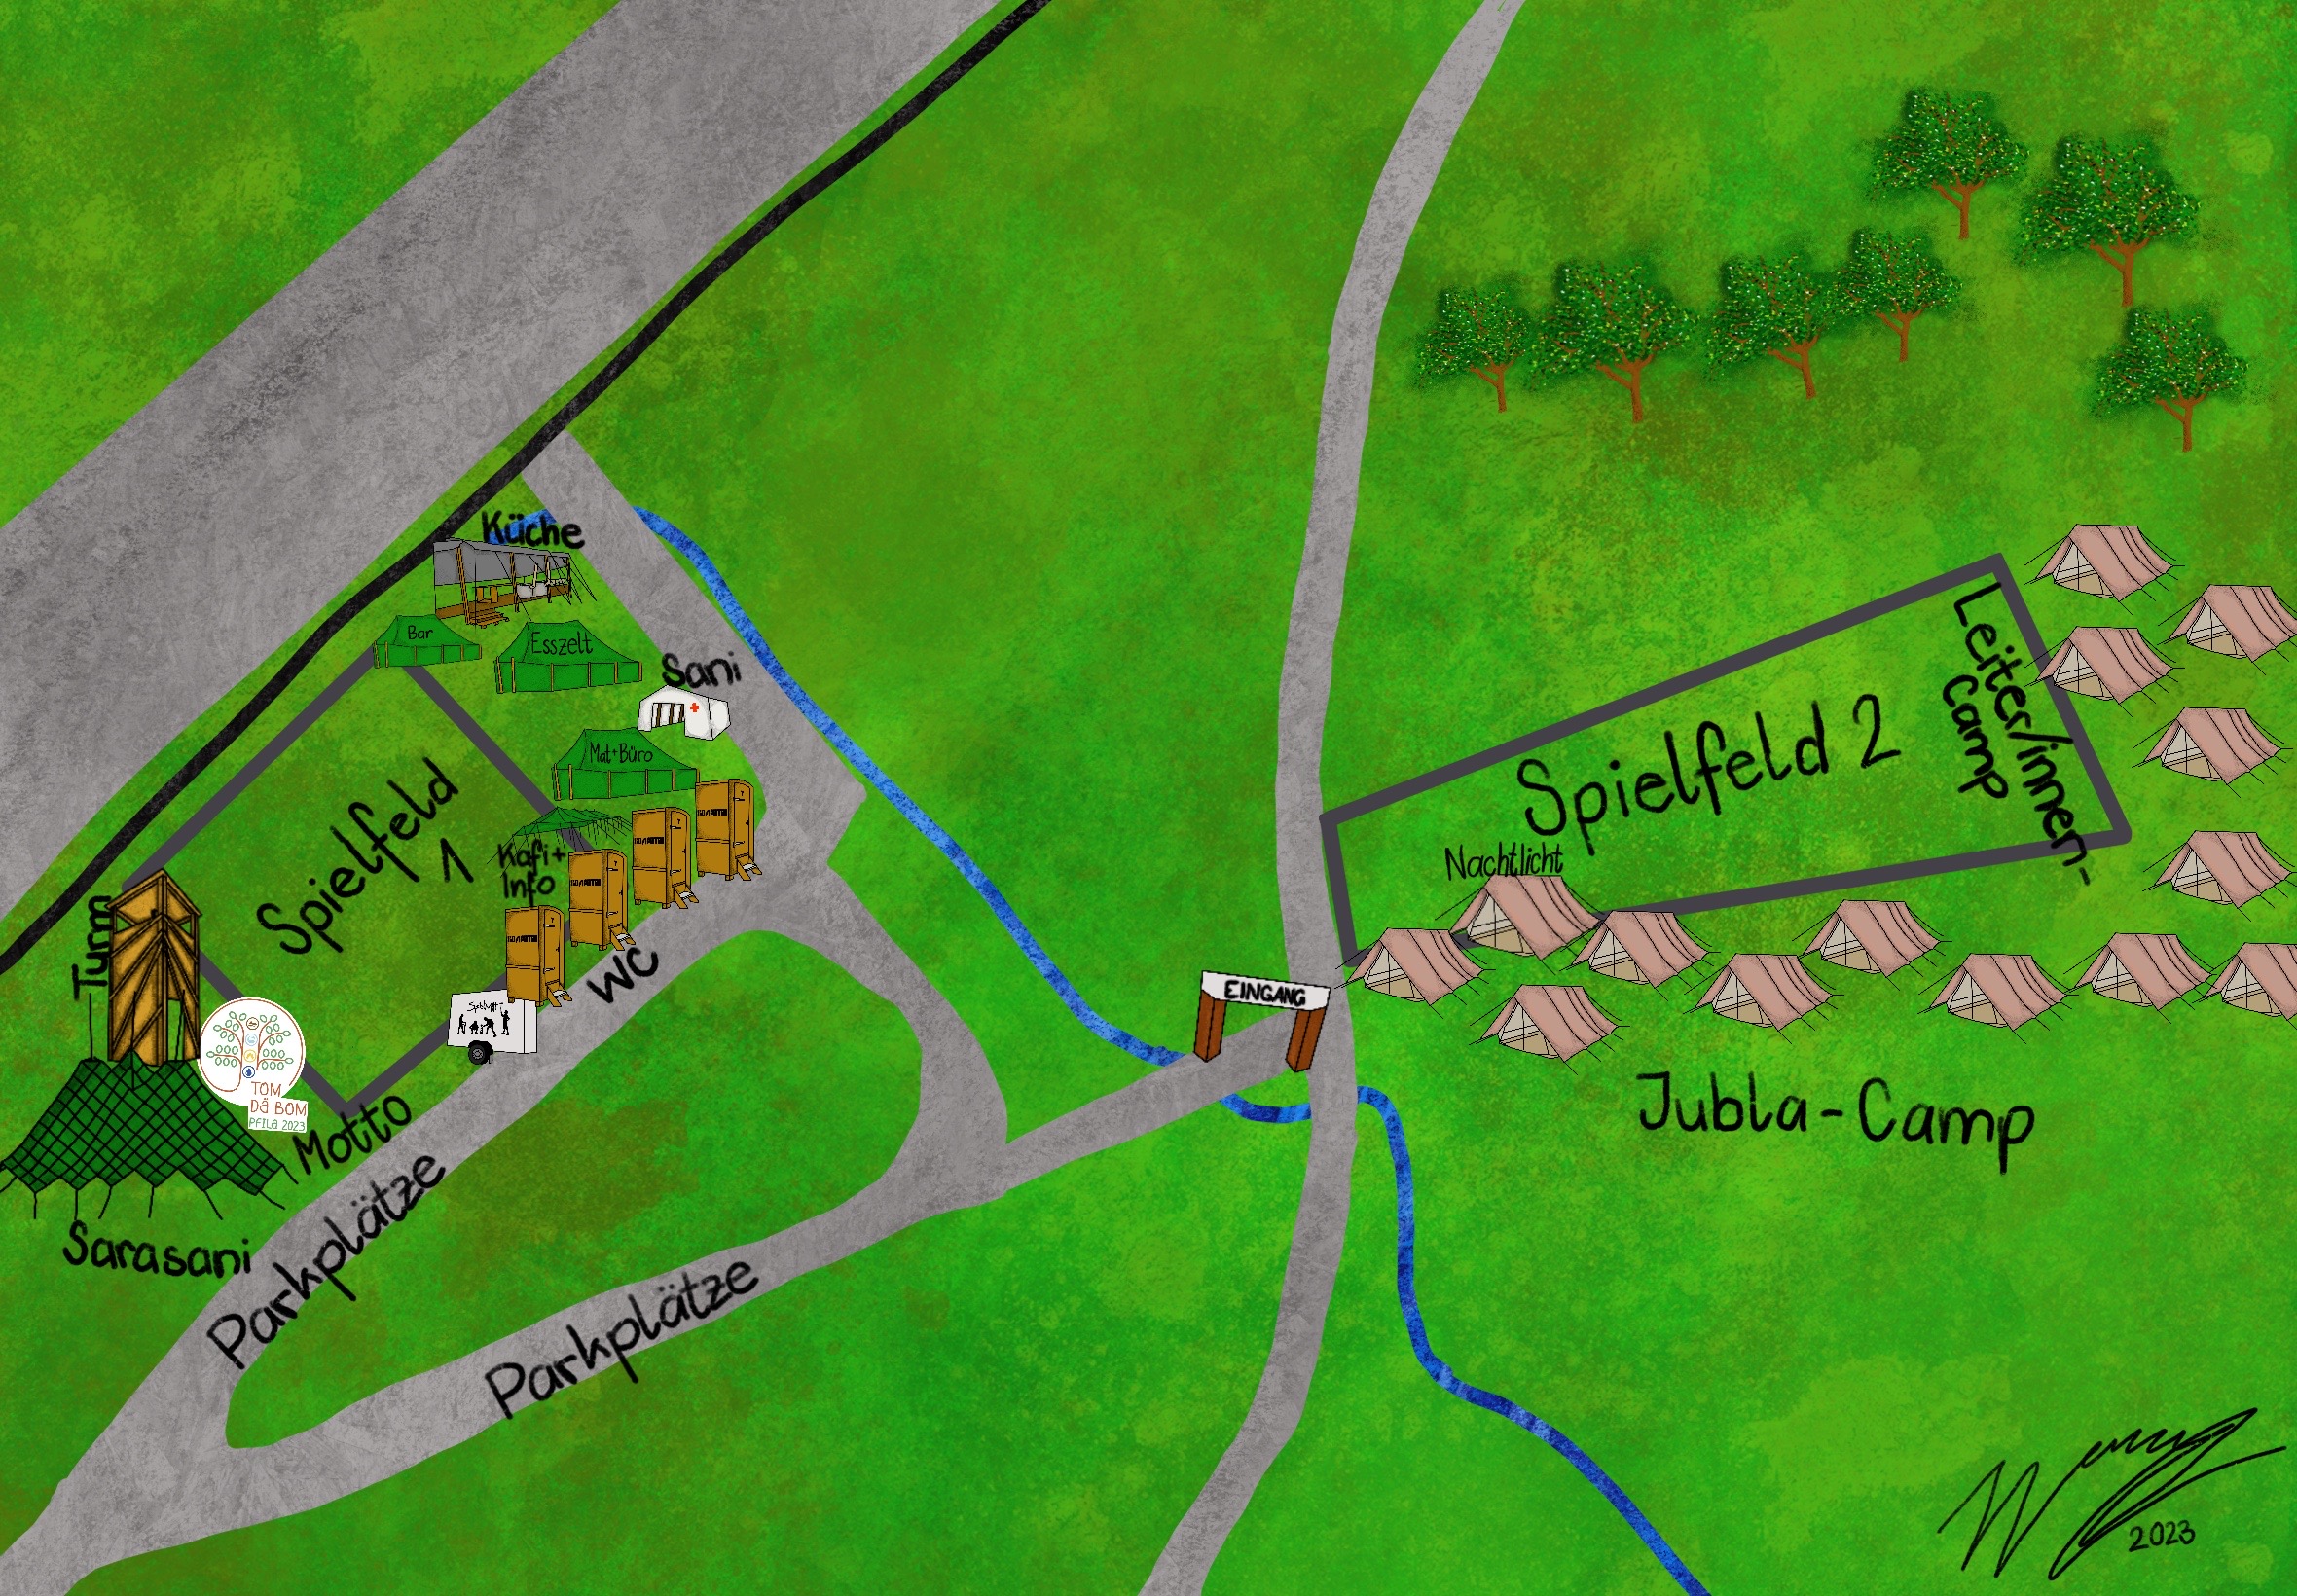 Küche
Bar
Esszelt
Sani
Mat+Büro
Spielfeld
1
Kafi+
Info
WC
Turm
TOM
DÅ BOM
PFILA 2023
Motto
Sarasani
Parkplätze
Parkplätze
EINGANG
Leiter/innen-
Camp
Spielfeld 2
Nachtlicht
Jubla-Camp
2023